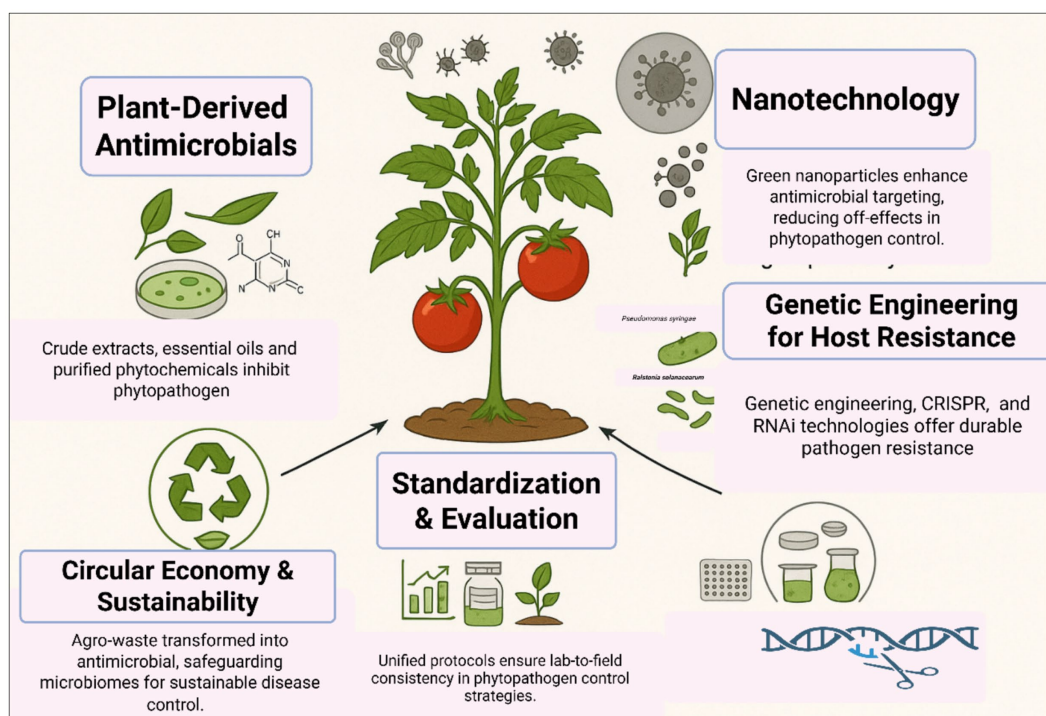 Plant-Derived
Antimicrobials
CH
O
N
N
N
C
Crude extracts, essential oils and
purified phytochemicals inhibit
phytopathogen
Nanotechnology
Green nanoparticles enhance
antimicrobial targeting,
reducing off-effects in
phytopathogen control.
Pseudomonas syringae
Ralstonia solanacearum
Genetic Engineering
for Host Resistance
Genetic engineering, CRISPR, and
RNAi technologies offer durable
pathogen resistance
Circular Economy &
Sustainability
Agro-waste transformed into
antimicrobial, safeguarding
microbiomes for sustainable disease
control.
Standardization
& Evaluation
Unified protocols ensure lab-to-field
consistency in phytopathogen control
strategies.